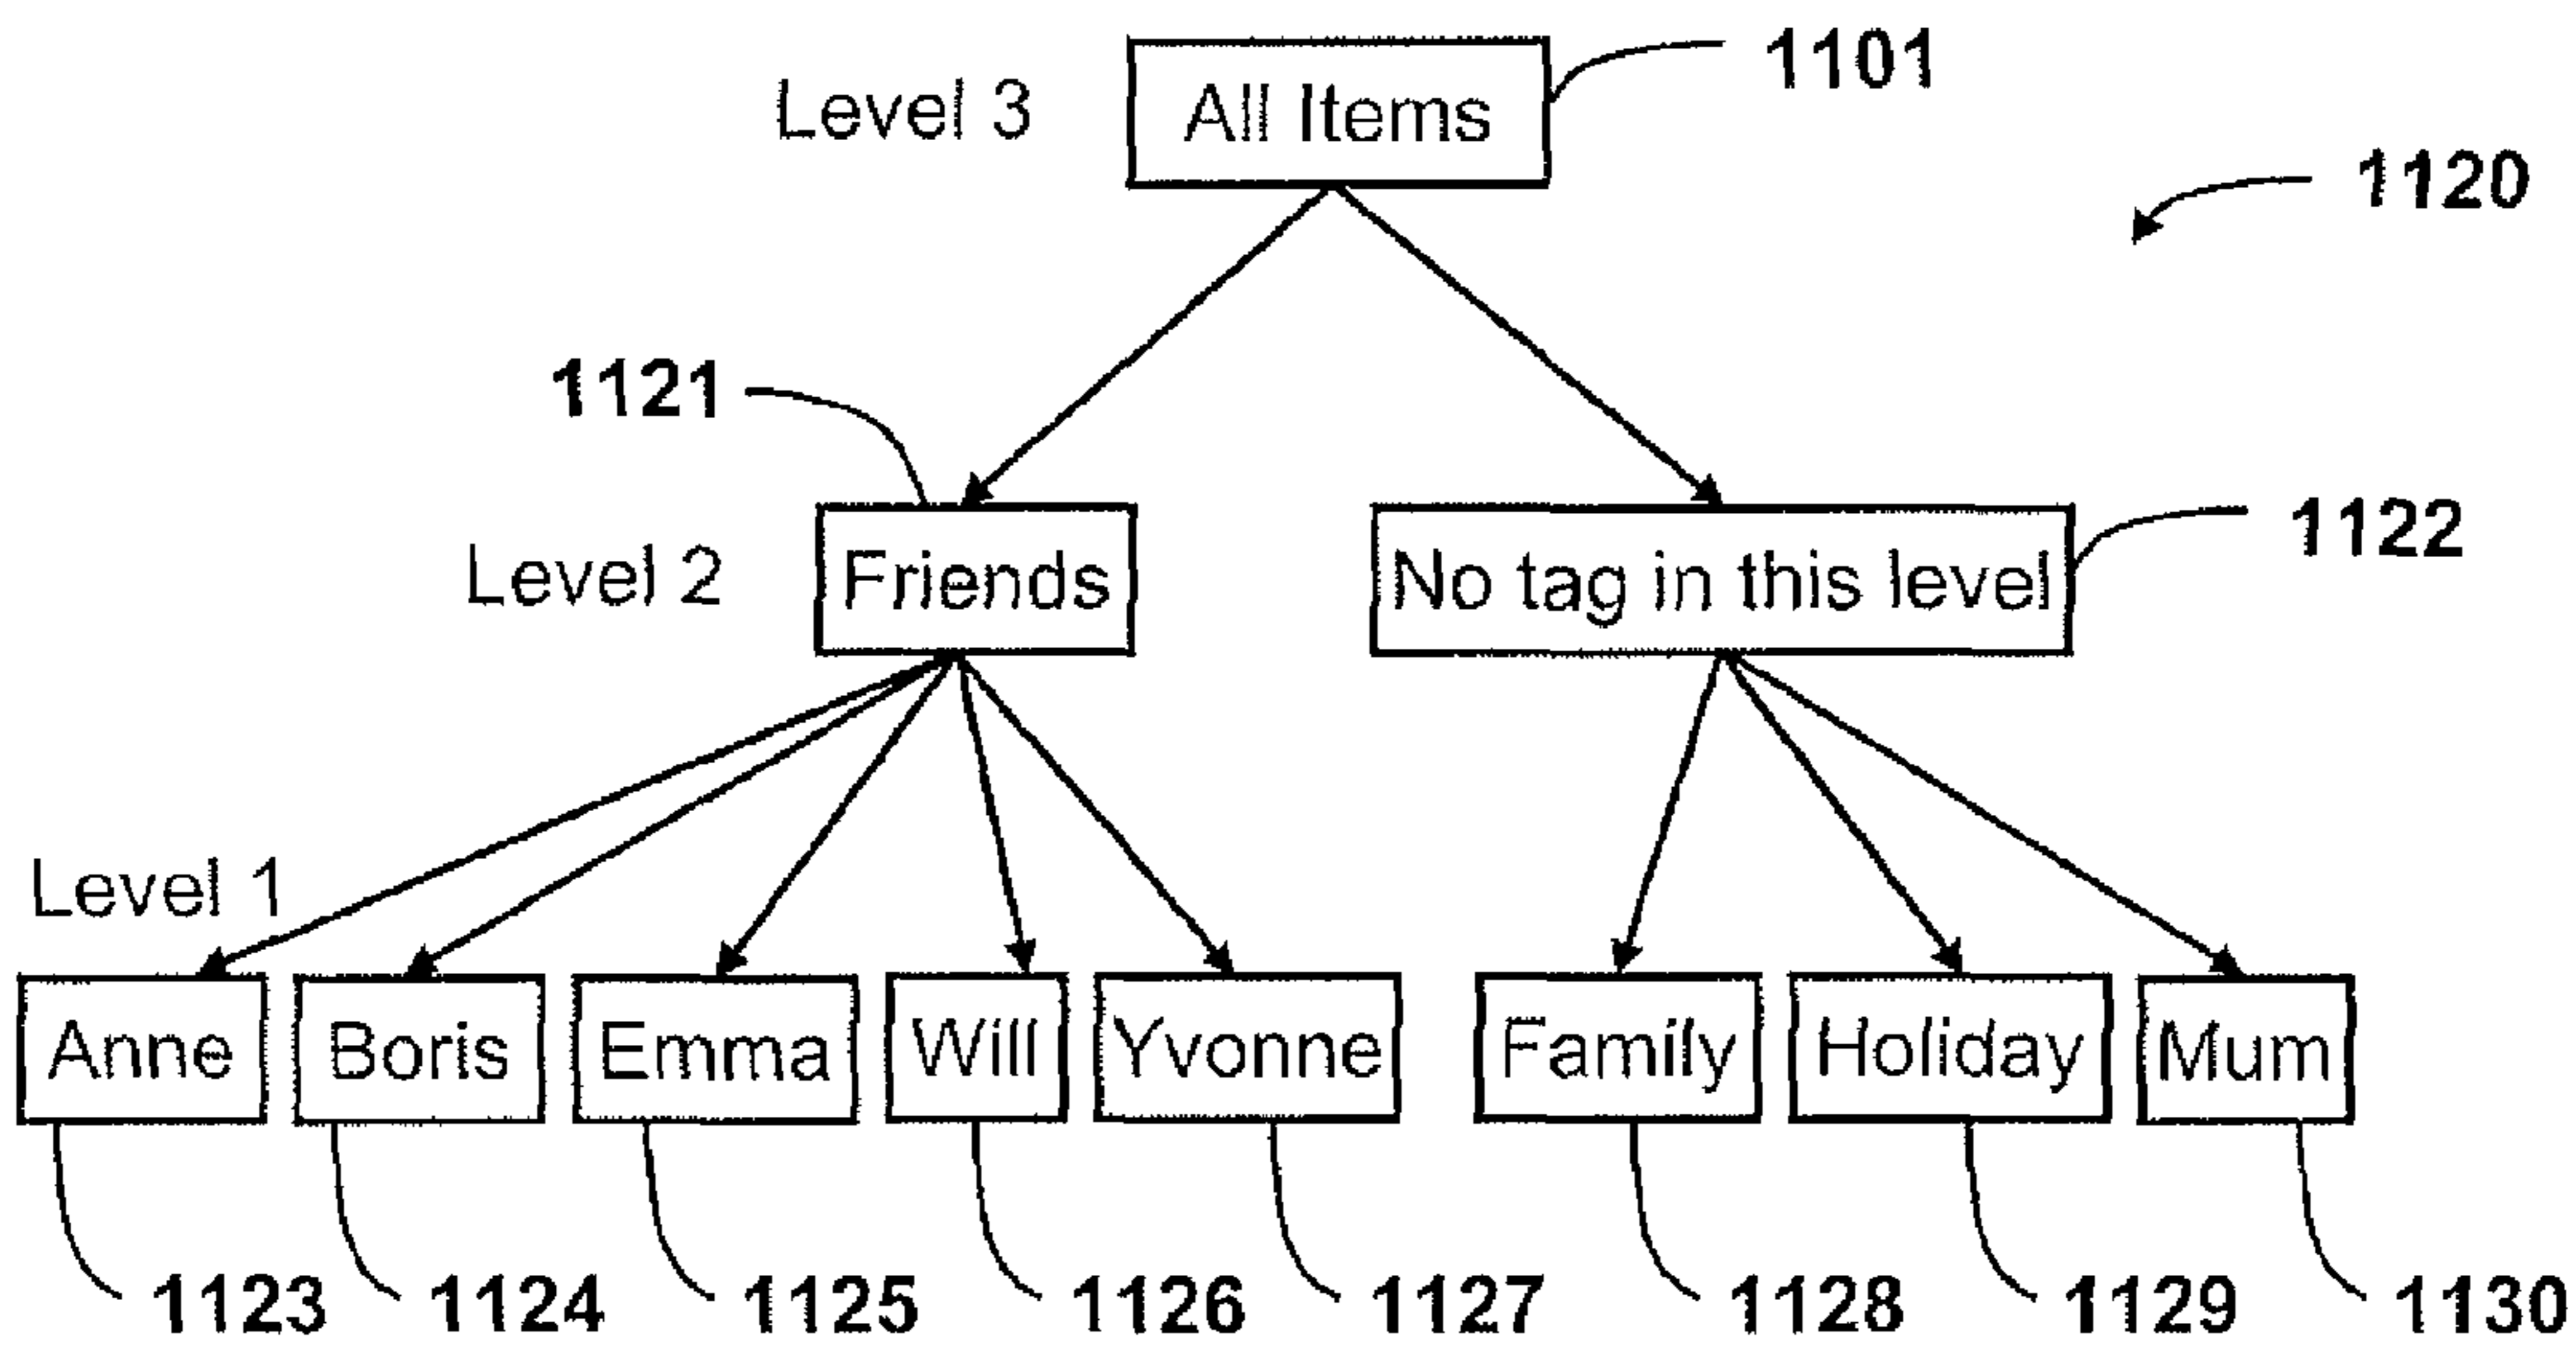 Level 3
All Items
1101
1120
1121
Level 2
Friends
No tag in this level
1122
Level 1
Anne
Boris
Emma
Will
Yvonne
Family
Holiday
Mum
1123
1124
1125
1126
1127
1128
1129
1130